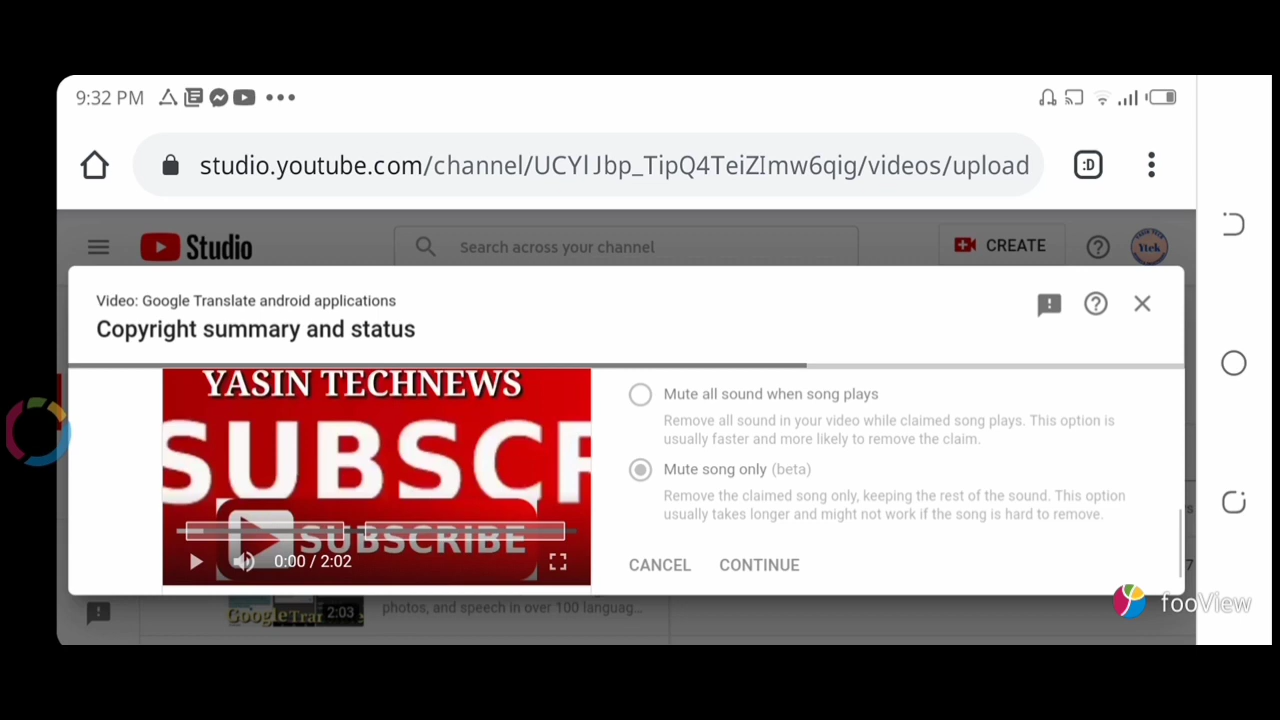 9:32 PM
studio.youtube.com/channel/UCYlJbp_TipQ4TeiZImw6qig/videos/upload
:D
Studio
Search across your channel
CREATE
Ytek
Video: Google Translate android applications
Copyright summary and status
YASIN TECHNEWS
SUBSCR
SUBSCRIBE
0:00 / 2:02
Mute all sound when song plays
Remove all sound in your video while claimed song plays. This option
usually faster and more likely to remove the claim.
Mute song only (beta)
Remove the claimed song only, keeping the rest of the sound. This option
usually takes longer and might not work if the song is hard to remove.
CANCEL CONTINUE
2:03
photos, and speech in over 100 languag...
fooView